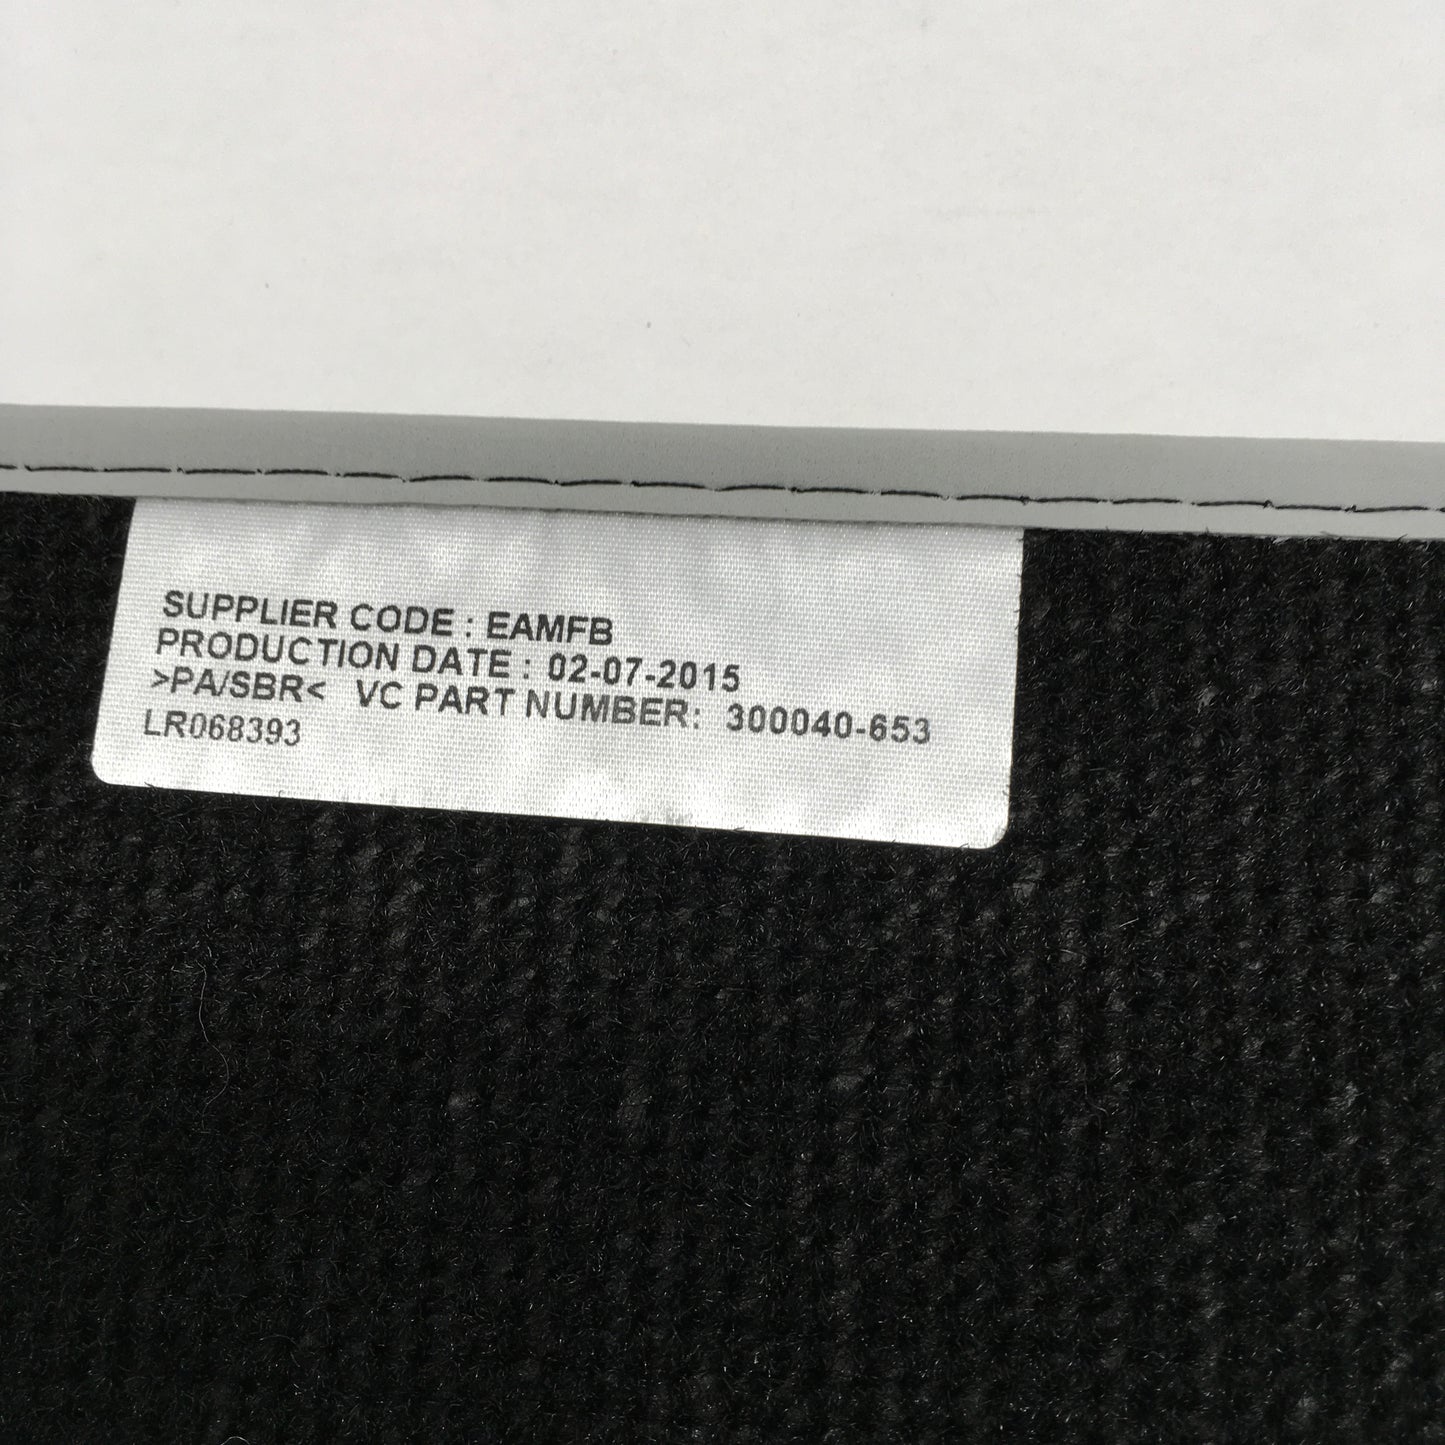 SUPPLIER CODE : EAMFB
PRODUCTION DATE : 02-07-2015
>PA/SBR< VC PART NUMBER: 300040-653
LR068393